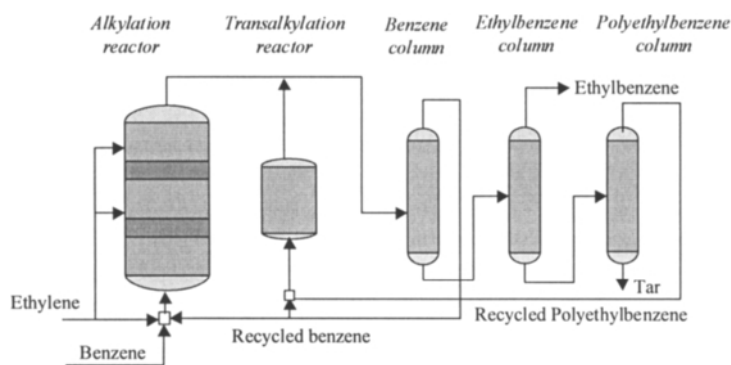 Alkylation
reactor
Transalkylation
reactor
Benzene
column
Ethylbenzene
column
Polyethylbenzene
column
Ethylbenzene
Tar
Ethylene
Recycled benzene
Recycled Polyethylbenzene
Benzene